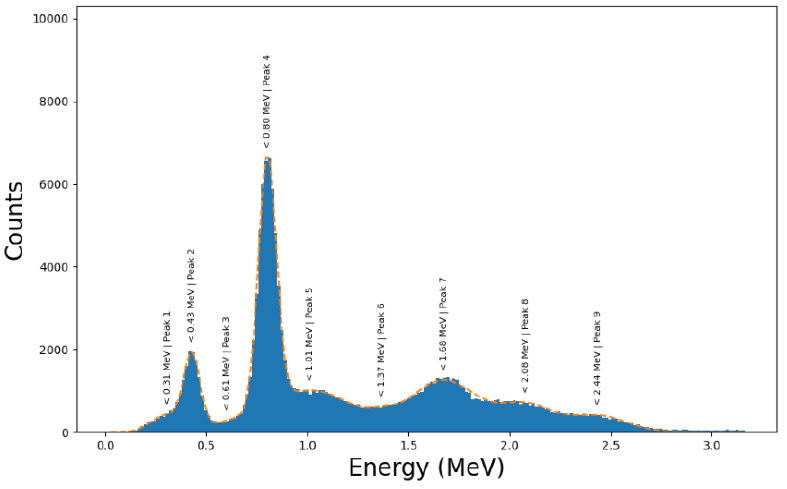 10000
8000
6000
4000
2000
0
Counts
< 0.31 MeV | Peak 1
< 0.43 MeV | Peak 2
< 0.61 MeV | Peak 3
< 0.80 MeV | Peak 4
< 1.01 MeV | Peak 5
< 1.37 MeV | Peak 6
< 1.68 MeV | Peak 7
< 2.08 MeV | Peak 8
< 2.44 MeV | Peak 9
0.0 0.5 1.0 1.5 2.0 2.5 3.0
Energy (MeV)